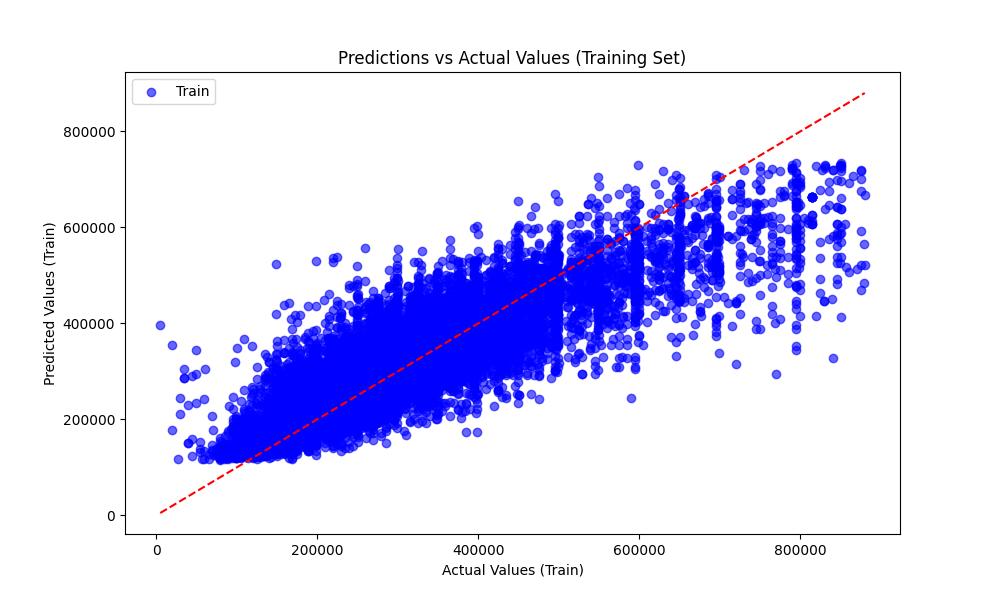 Predictions vs Actual Values (Training Set)
Train
800000
600000
400000
200000
0
Predicted Values (Train)
0 200000 400000 600000 800000
Actual Values (Train)